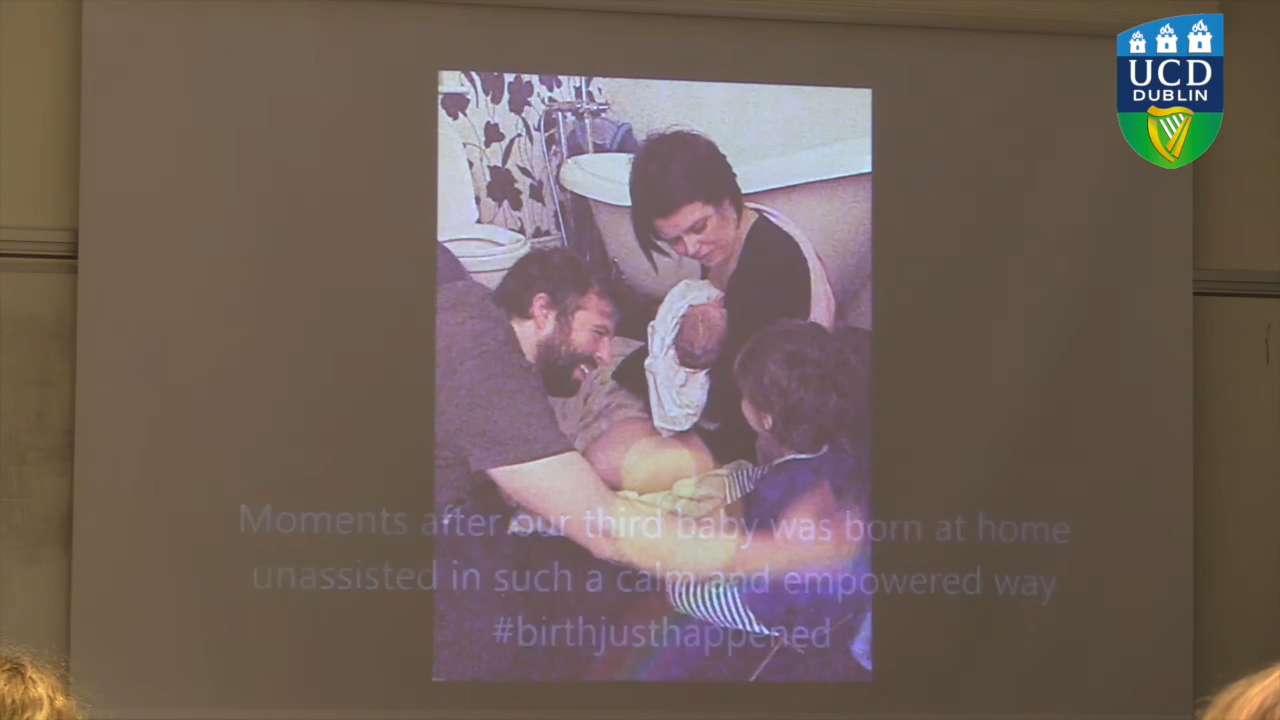 UCD
DUBLIN
Moments after our third baby was born at home
unassisted in such a calm and empowered way
#birthjusthappened